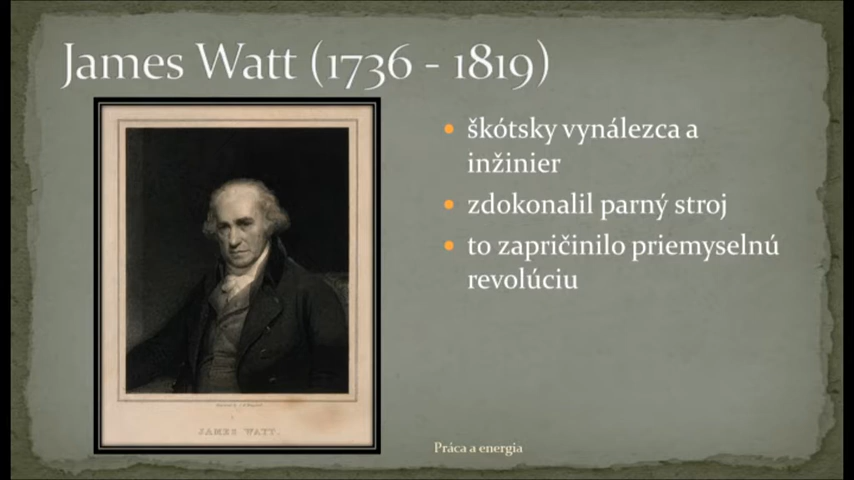 James Watt (1736 - 1819)
• škótsky vynálezca a
inžinier
• zdokonalil parný stroj
• to zapričinilo priemyselnú
revolúciu
JAMES WATT.
Práca a energia